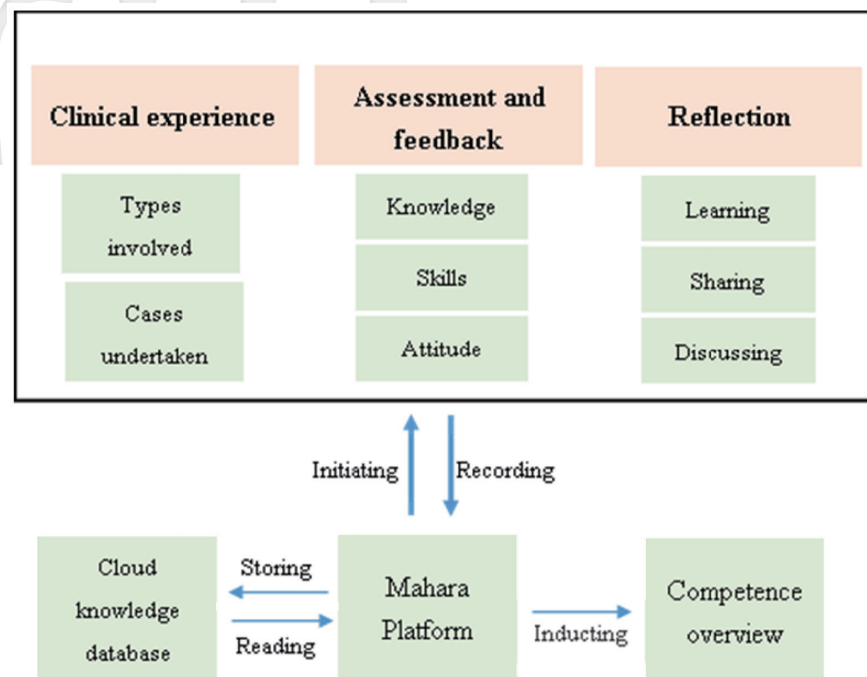 Clinical experience
Assessment and
feedback
Reflection
Types
involved
Cases
undertaken
Knowledge
Skills
Attitude
Learning
Sharing
Discussing
Initiating
Recording
Cloud
knowledge
database
Storing
Reading
Mahara
Platform
Inducting
Competence
overview